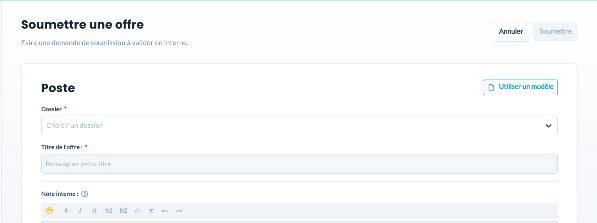 Soumettre une offre
Annuler
Soumettre
Faire une demande de soumission à valider en interne.
Poste
Utiliser un modèle
Dossier *
Choisir un dossier
Titre de l'offre : *
Renseigner votre titre
Note interne :
B I U h1 h2